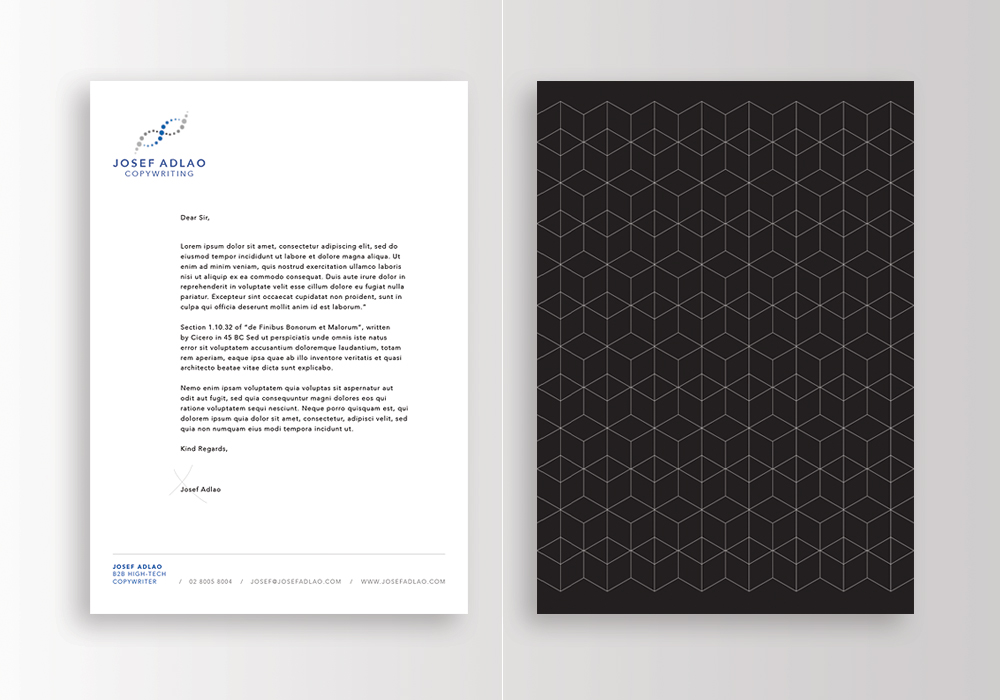 JOSEF ADLAO
COPYWRITING
Dear Sir,
Lorem ipsum dolor sit amet, consectetur adipiscing elit, sed do
eiusmod tempor incididunt ut labore et dolore magna aliqua. Ut
enim ad minim veniam, quis nostrud exercitation ullamco laboris
nisi ut aliquip ex ea commodo consequat. Duis aute irure dolor in
reprehenderit in voluptate velit esse cillum dolore eu fugiat nulla
pariatur. Excepteur sint occaecat cupidatat non proident, sunt in
culpa qui officia deserunt mollit anim id est laborum."
Section 1.10.32 of "de Finibus Bonorum et Malorum", written
by Cicero in 45 BC Sed ut perspiciatis unde omnis iste natus
error sit voluptatem accusantium doloremque laudantium, totam
rem aperiam, eaque ipsa quae ab illo inventore veritatis et quasi
architecto beatae vitae dicta sunt explicabo.
Nemo enim ipsam voluptatem quia voluptas sit aspernatur aut
odit aut fugit, sed quia consequuntur magni dolores eos qui
ratione voluptatem sequi nesciunt. Neque porro quisquam est, qui
dolorem ipsum quia dolor sit amet, consectetur, adipisci velit, sed
quia non numquam eius modi tempora incidunt ut.
Kind Regards,
Josef Adlao
JOSEF ADLAO
B2B HIGH-TECH
COPYWRITER / 02 8005 8004 / JOSEF@JOSEFADLAO.COM / WWW.JOSEFADLAO.COM